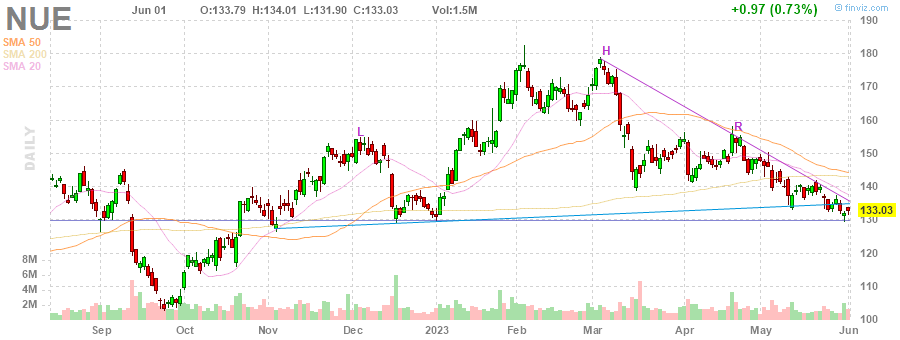 NUE Jun 01 O:133.79 H:134.01 L:131.90 C:133.03 Vol:1.5M +0.97 (0.73%) © finviz.com
SMA 50
SMA 200
SMA 20
DAILY
L
H
R
190
180
170
160
150
140
133.03
130
120
110
100
8M
6M
4M
2M
Sep Oct Nov Dec 2023 Feb Mar Apr May Jun